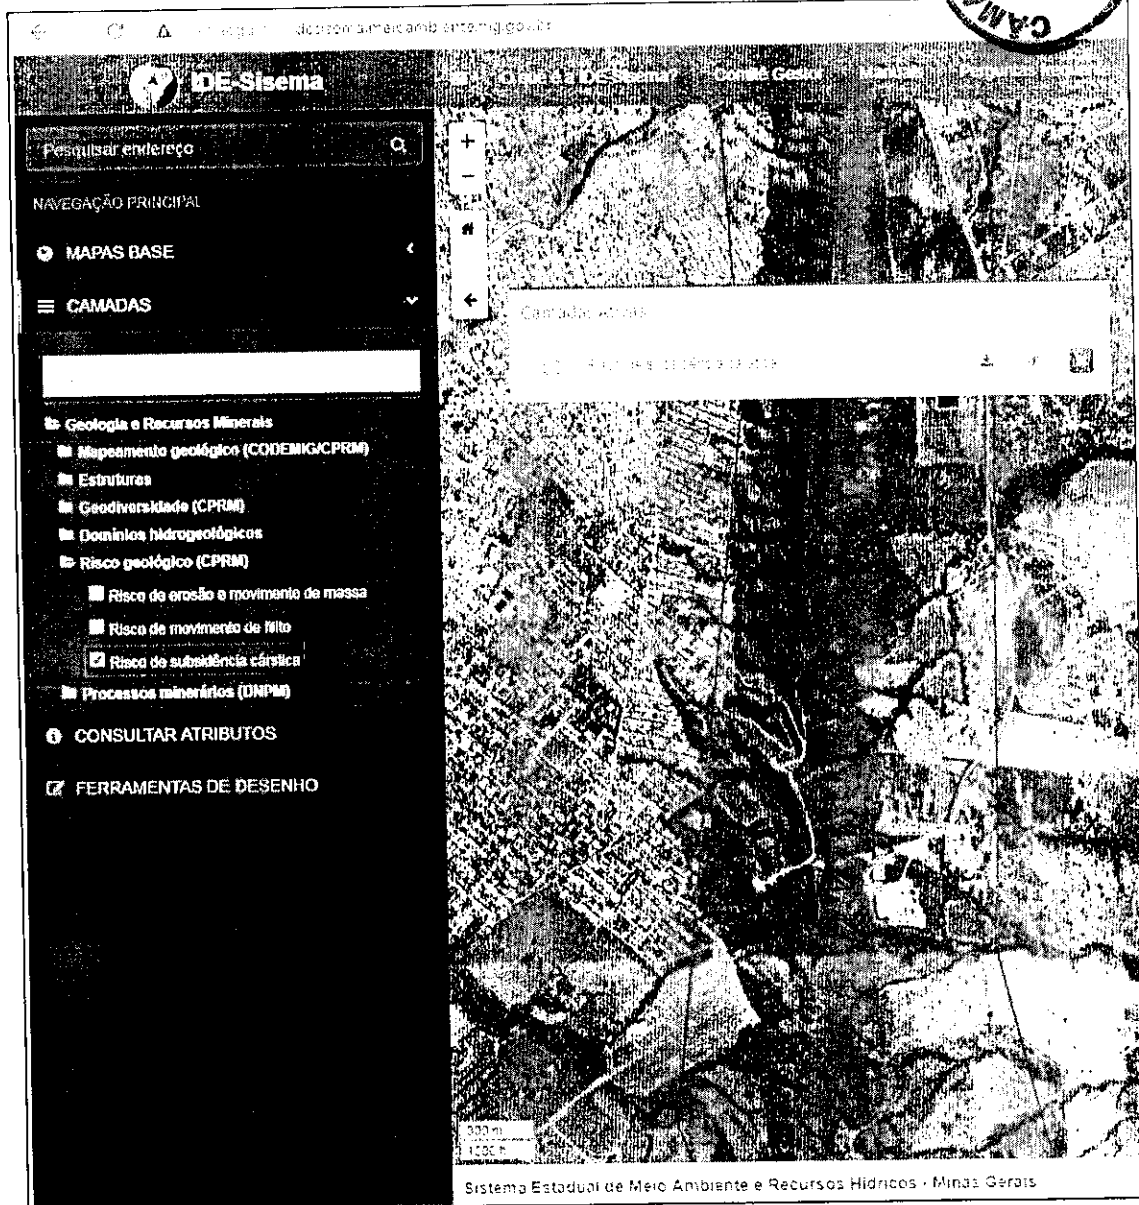 CÂM
IDE-Sisema
O que é a IDE-Sisema?
Comitê Gestor
Pesquisar endereço
NAVEGAÇÃO PRINCIPAL
MAPAS BASE
CAMADAS
Camadas Ativas
Geologia e Recursos Minerais
Mapeamento geológico (CODEMIG/CPRM)
Estruturas
Geodiversidade (CPRM)
Domínios hidrogeológicos
Risco geológico (CPRM)
Risco de erosão e movimento de massa
Risco de movimento de filito
Risco de subsidência cárstica
Processos minerários (DNPM)
CONSULTAR ATRIBUTOS
FERRAMENTAS DE DESENHO
Sistema Estadual de Meio Ambiente e Recursos Hídricos - Minas Gerais